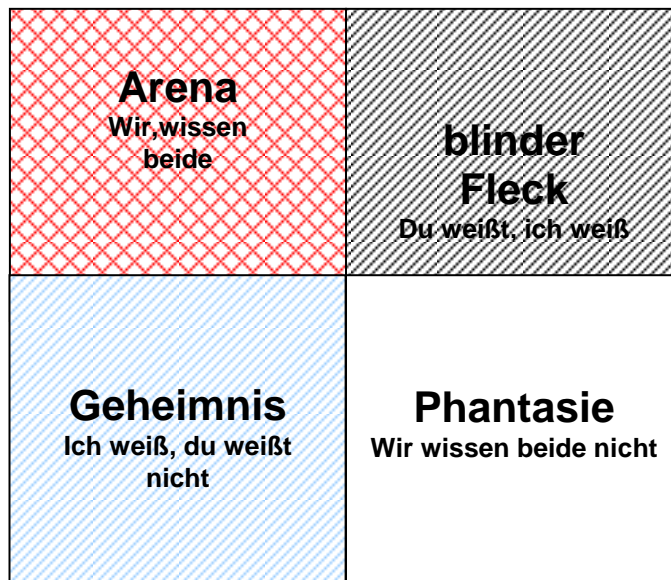 Arena
Wir,wissen
beide
blinder
Fleck
Du weißt, ich weiß
Geheimnis
Ich weiß, du weißt
nicht
Phantasie
Wir wissen beide nicht